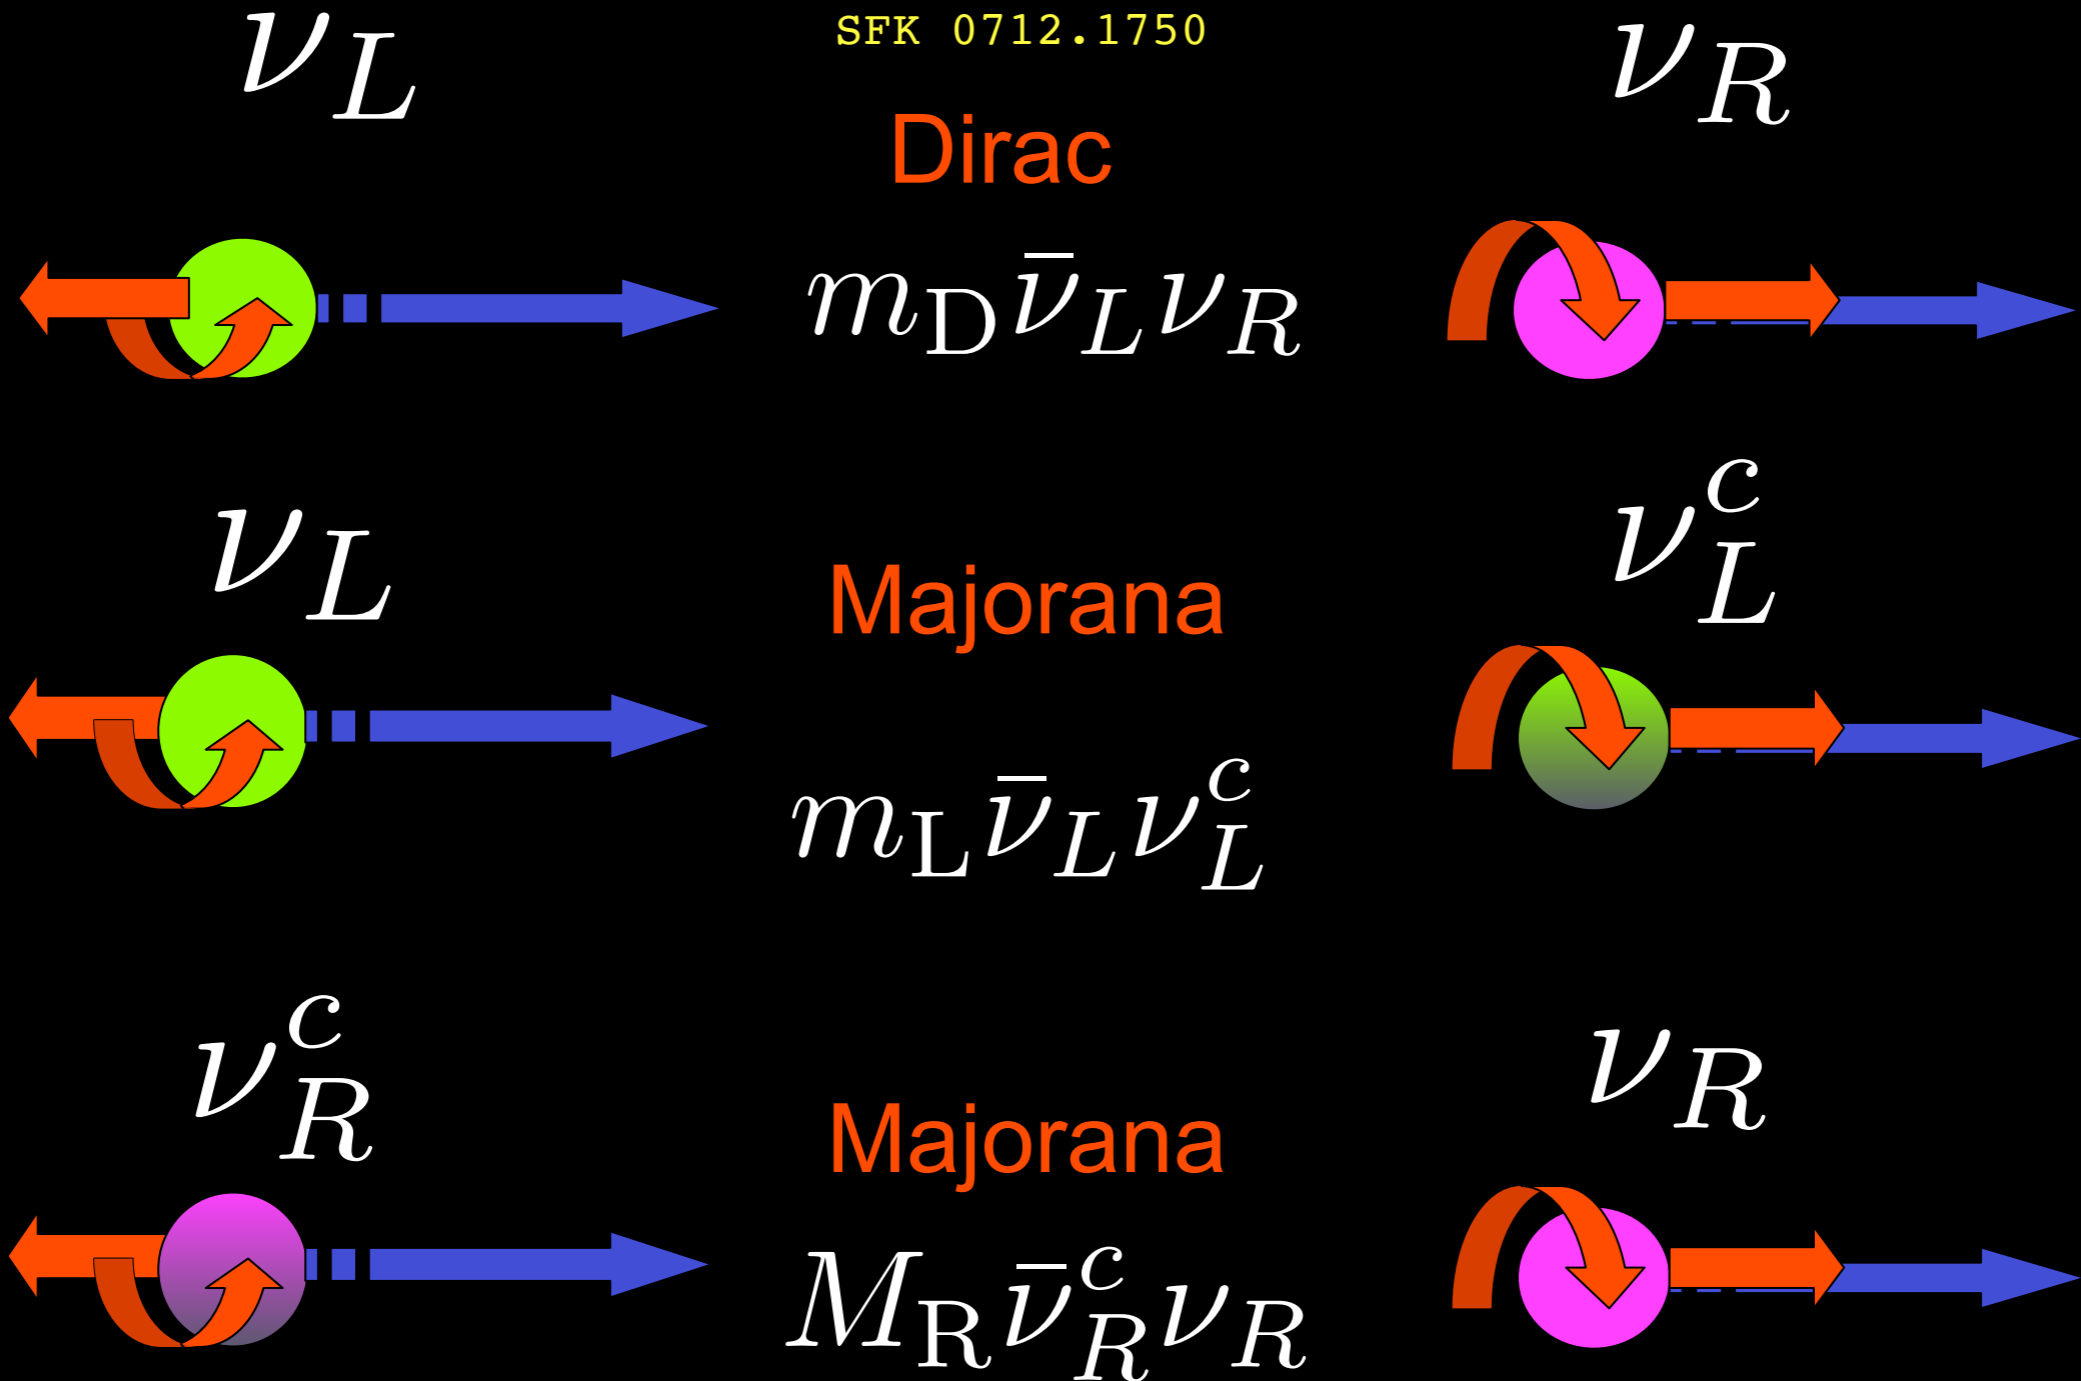 SFK 0712.1750
ν_L
ν_R
Dirac
m_D ν̄_L ν_R
ν_L
ν_L^c
Majorana
m_L ν̄_L ν_L^c
ν_R^c
ν_R
Majorana
M_R ν̄_R^c ν_R